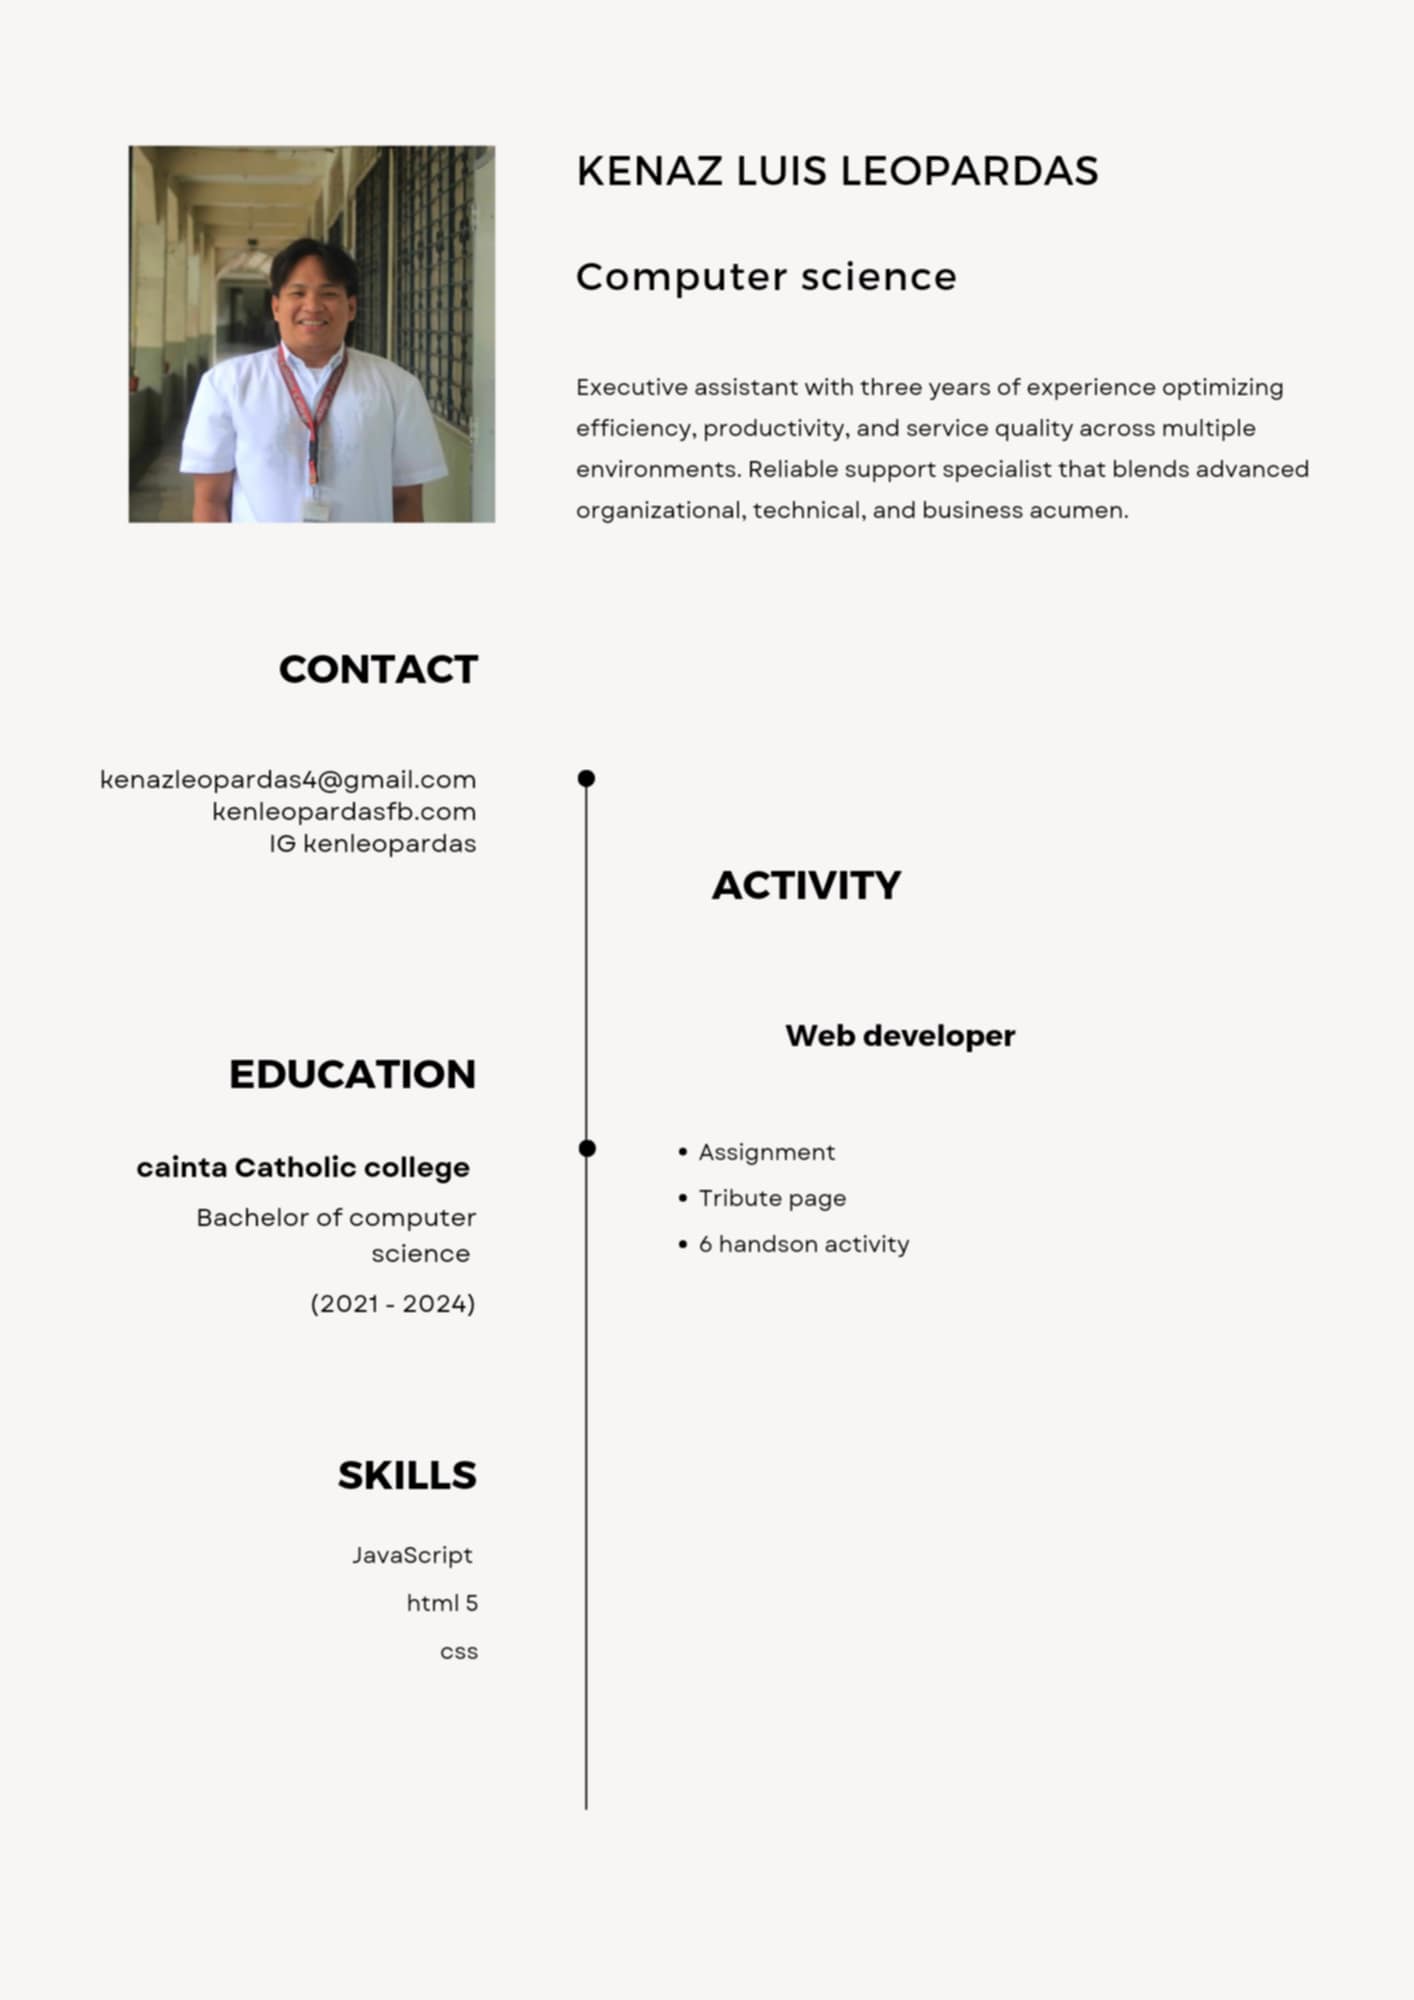 KENAZ LUIS LEOPARDAS
Computer science
Executive assistant with three years of experience optimizing
efficiency, productivity, and service quality across multiple
environments. Reliable support specialist that blends advanced
organizational, technical, and business acumen.
CONTACT
kenazleopardas4@gmail.com
kenleopardasfb.com
IG kenleopardas
EDUCATION
cainta Catholic college
Bachelor of computer
science
(2021 - 2024)
SKILLS
JavaScript
html 5
css
ACTIVITY
Web developer
• Assignment
• Tribute page
• 6 handson activity